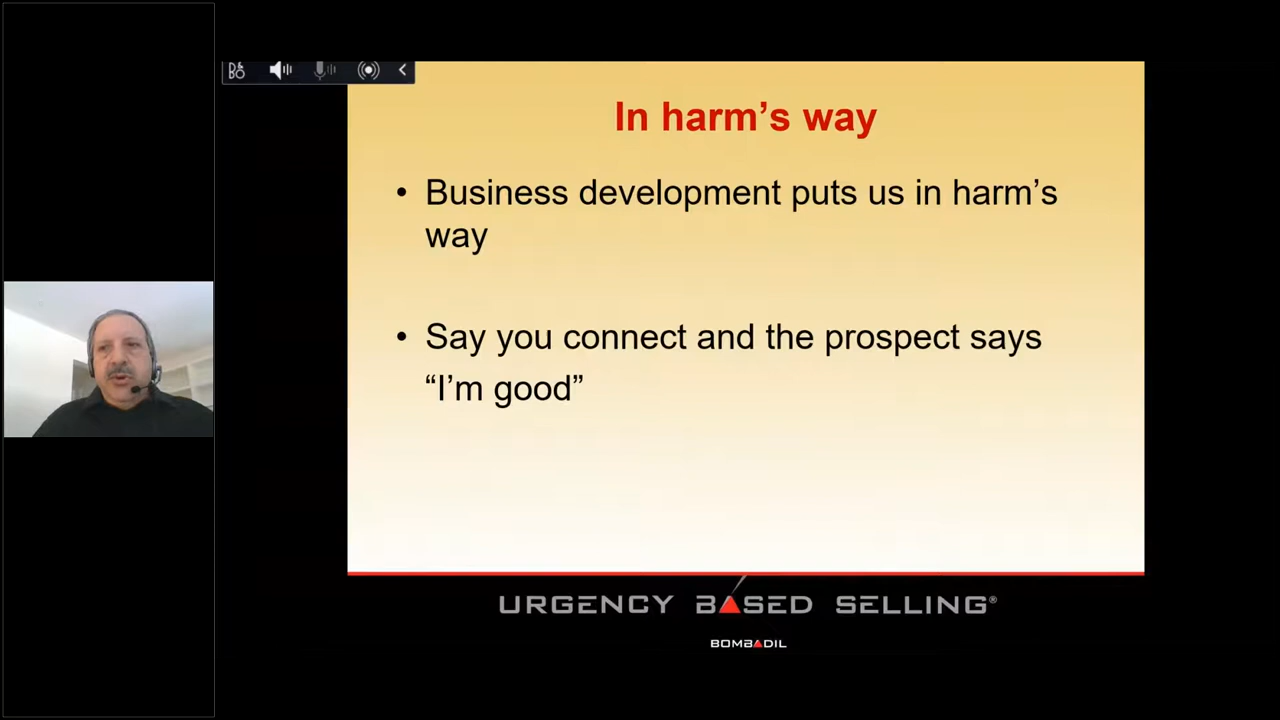 In harm’s way
• Business development puts us in harm’s
way
• Say you connect and the prospect says
“I’m good”
URGENCY BASED SELLING®
BOMBADIL